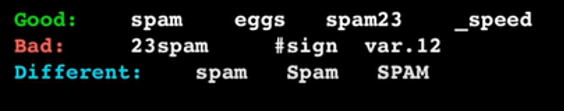 Good: spam eggs spam23 _speed
Bad: 23spam #sign var.12
Different: spam Spam SPAM